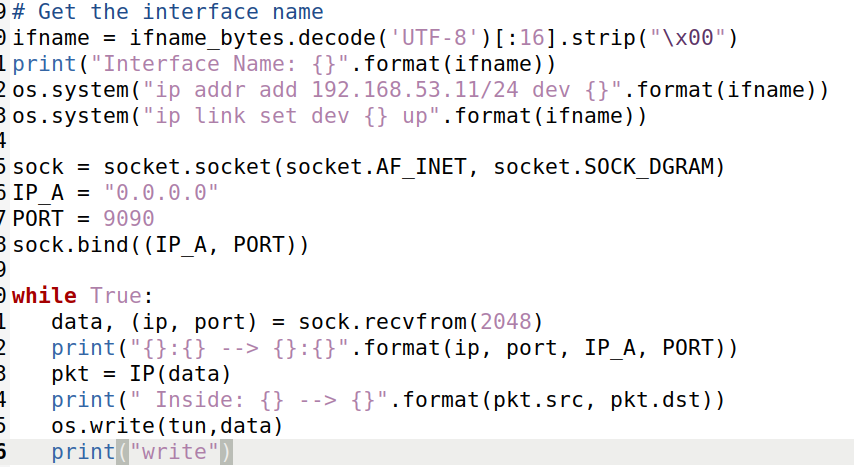 # Get the interface name
ifname = ifname_bytes.decode('UTF-8')[:16].strip("\x00")
print("Interface Name: {}".format(ifname))
os.system("ip addr add 192.168.53.11/24 dev {}".format(ifname))
os.system("ip link set dev {} up".format(ifname))

sock = socket.socket(socket.AF_INET, socket.SOCK_DGRAM)
IP_A = "0.0.0.0"
PORT = 9090
sock.bind((IP_A, PORT))

while True:
   data, (ip, port) = sock.recvfrom(2048)
   print("{}:{} --> {}:{}".format(ip, port, IP_A, PORT))
   pkt = IP(data)
   print(" Inside: {} --> {}".format(pkt.src, pkt.dst))
   os.write(tun,data)
   print("write")